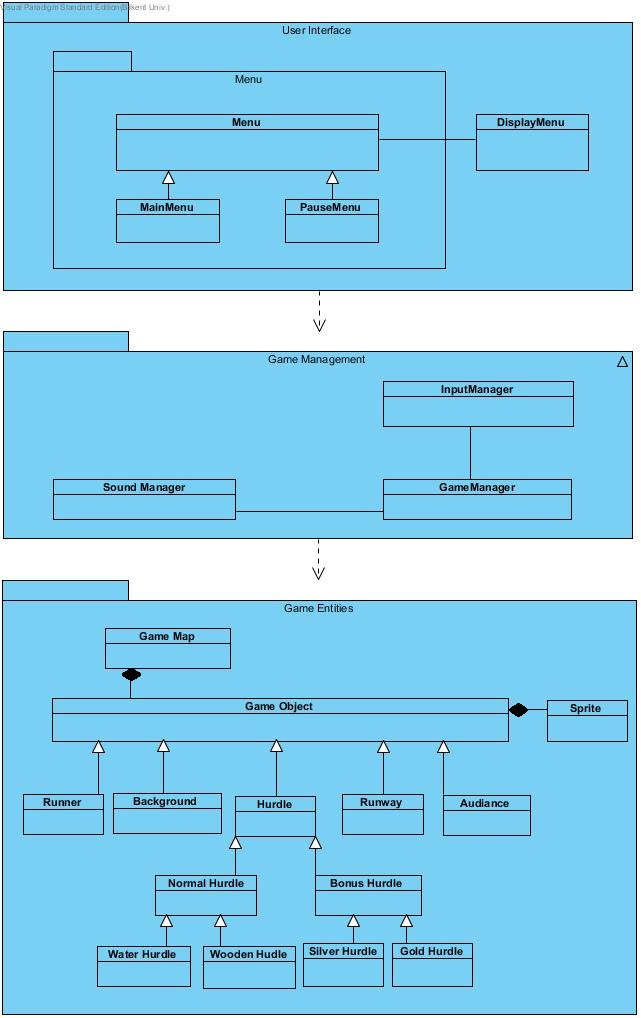 Visual Paradigm Standard Edition(Bilkent Univ.)
User Interface
Menu
Menu
DisplayMenu
MainMenu
PauseMenu
Game Management
InputManager
Sound Manager
GameManager
Game Entities
Game Map
Game Object
Sprite
Runner
Background
Hurdle
Runway
Audiance
Normal Hurdle
Bonus Hurdle
Water Hurdle
Wooden Hudle
Silver Hurdle
Gold Hurdle